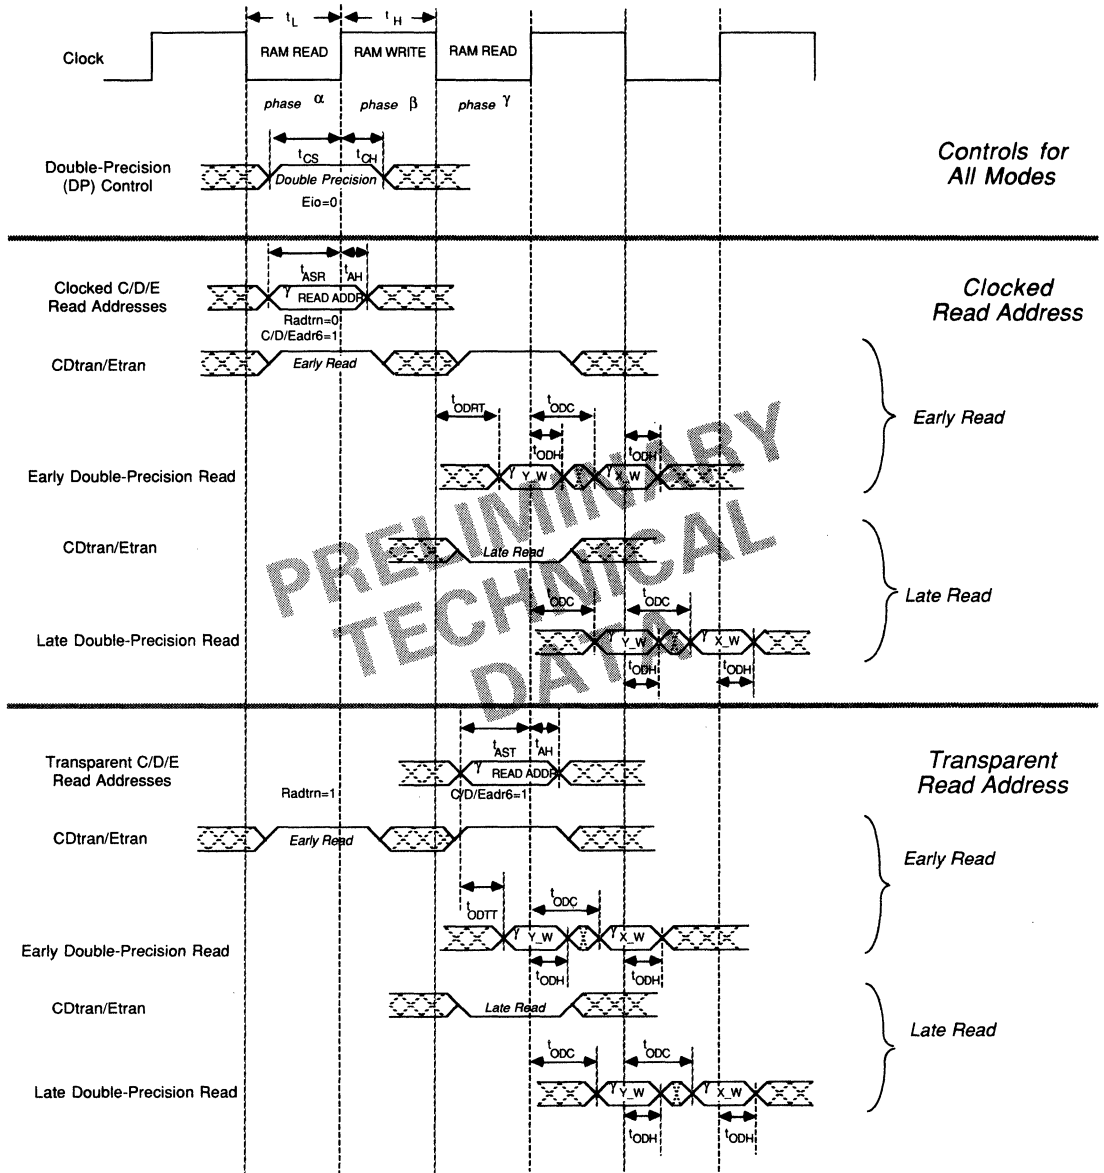 t_L t_H
Clock
RAM READ RAM WRITE RAM READ
phase α phase β phase γ
t_CS t_CH
Double-Precision
(DP) Control
Double Precision
Eio=0
Controls for
All Modes
t_ASR t_AH
Clocked C/D/E
Read Addresses
γ READ ADDR
Radtrn=0
C/D/Eadr6=1
Clocked
Read Address
CDtran/Etran
Early Read
t_ODRT t_ODC
t_ODH t_ODH
Early Read
Early Double-Precision Read
γ Y_W γ X_W
CDtran/Etran
Late Read
t_ODC t_ODC
Late Read
Late Double-Precision Read
γ Y_W γ X_W
t_ODH t_ODH
PRELIMINARY
TECHNICAL
DATA
t_AST t_AH
Transparent C/D/E
Read Addresses
γ READ ADDR
Radtrn=1 C/D/Eadr6=1
Transparent
Read Address
CDtran/Etran
Early Read
Early Read
t_ODTT t_ODC
Early Double-Precision Read
γ Y_W γ X_W
t_ODH t_ODH
CDtran/Etran
Late Read
Late Read
t_ODC t_ODC
Late Double-Precision Read
γ Y_W γ X_W
t_ODH t_ODH